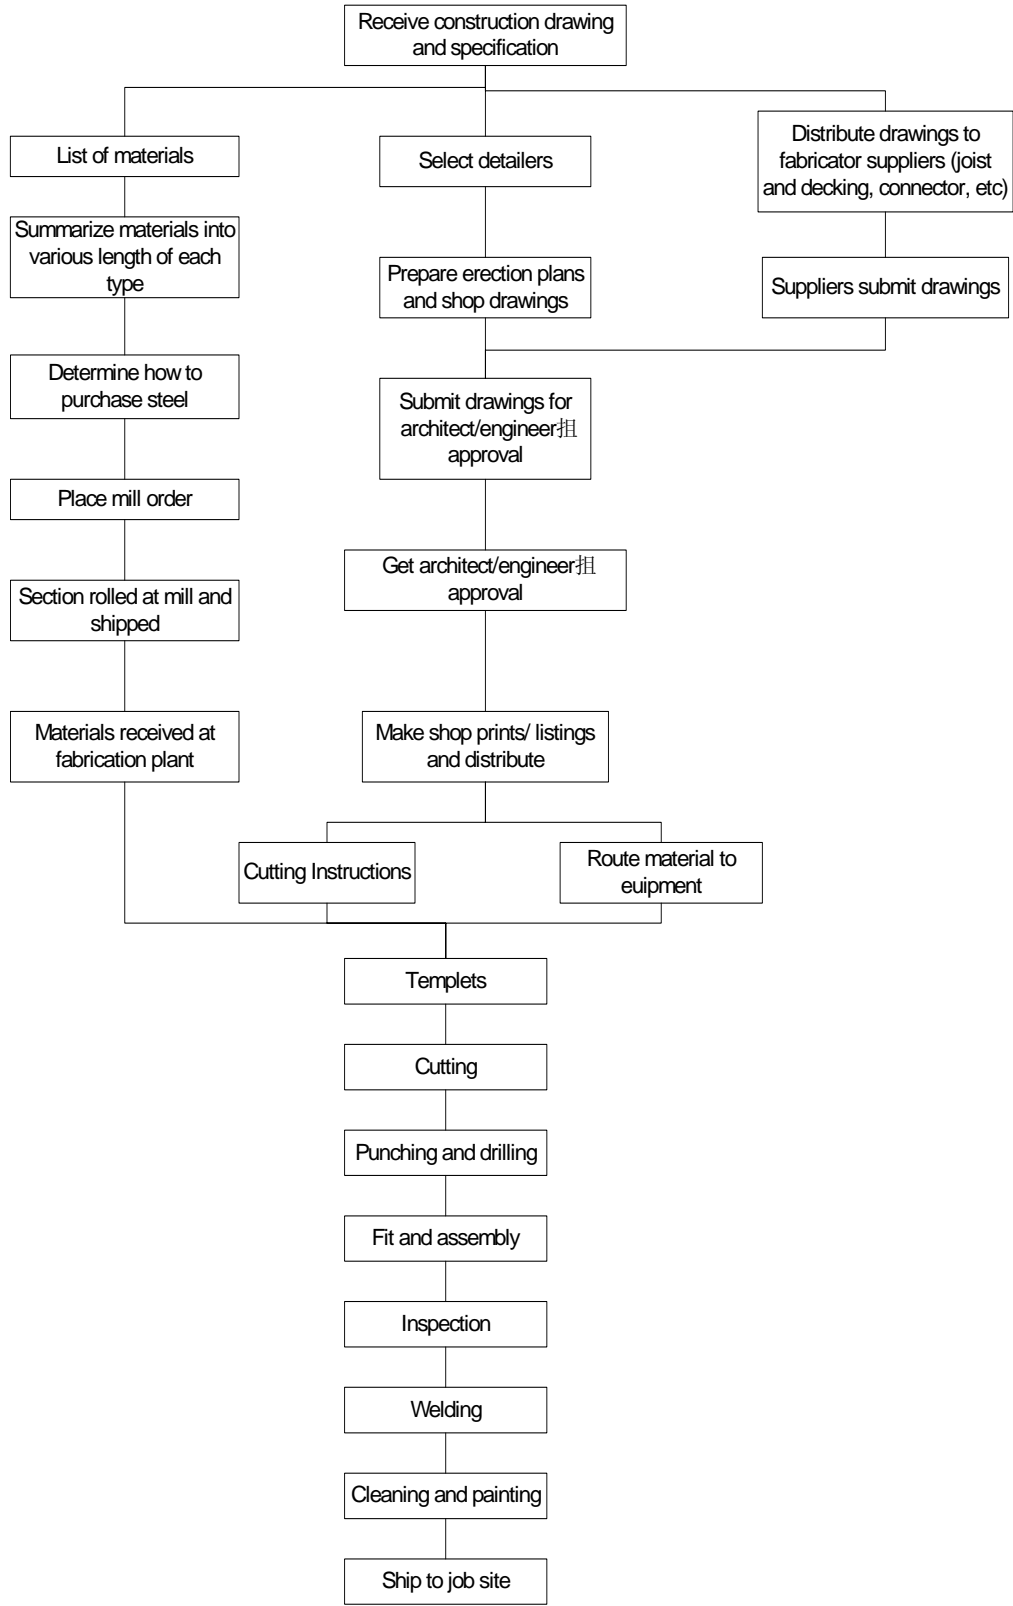 Receive construction drawing
and specification
List of materials
Select detailers
Distribute drawings to
fabricator suppliers (joist
and decking, connector, etc)
Summarize materials into
various length of each
type
Prepare erection plans
and shop drawings
Suppliers submit drawings
Determine how to
purchase steel
Submit drawings for
architect/engineer担
approval
Place mill order
Get architect/engineer担
approval
Section rolled at mill and
shipped
Materials received at
fabrication plant
Make shop prints/ listings
and distribute
Cutting Instructions
Route material to
euipment
Templets
Cutting
Punching and drilling
Fit and assembly
Inspection
Welding
Cleaning and painting
Ship to job site